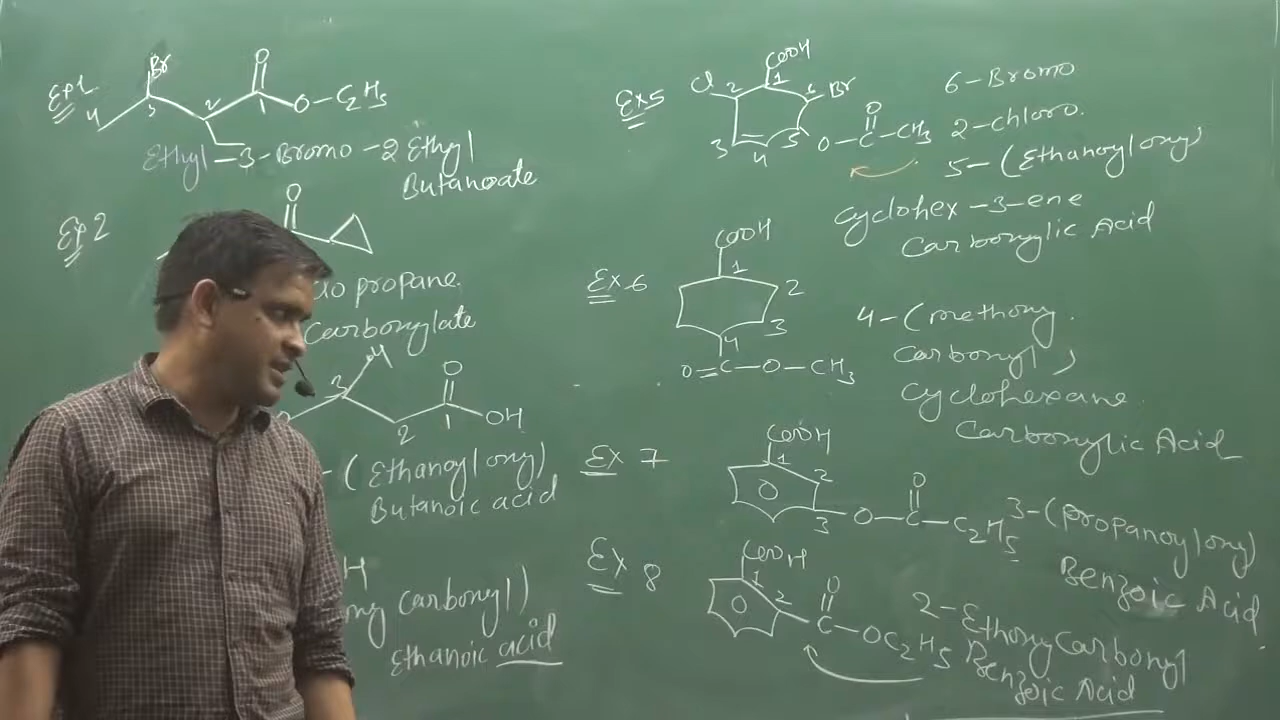 Ex 1
Br
O
4
3
2
1
O-C2H5
Ethyl-3-Bromo-2 Ethyl
Butanoate
Ex 2
O
propane
Carboxylate
4
3
2
O
1
OH
-(Ethanoyloxy)
Butanoic acid
H
oxy carbonyl)
Ethanoic acid
Ex 5
COOH
Cl
2
1
6
Br
3
4
5
O-C-CH3
O
6-Bromo
2-chloro
5-(Ethanoyloxy)
cyclohex-3-ene
Carboxylic Acid
Ex-6
COOH
1
2
3
4
O=C-O-CH3
4-(methoxy
carbonyl)
cyclohexane
Carboxylic Acid
Ex 7
COOH
1
2
O
3
O-C-C2H5
O
3-(propanoyloxy)
Benzoic Acid
Ex 8
COOH
1
2
O
O
C-OC2H5
2-EthoxyCarbonyl
Benzoic Acid